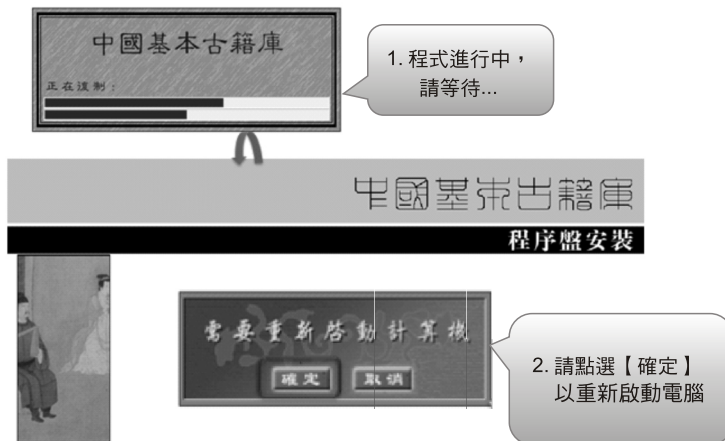 中國基本古籍庫
正在復制：
1. 程式進行中，
請等待...
中國基本古籍庫
程序盤安裝
需要重新啓動計算機
確定
取消
2. 請點選【確定】
以重新啟動電腦